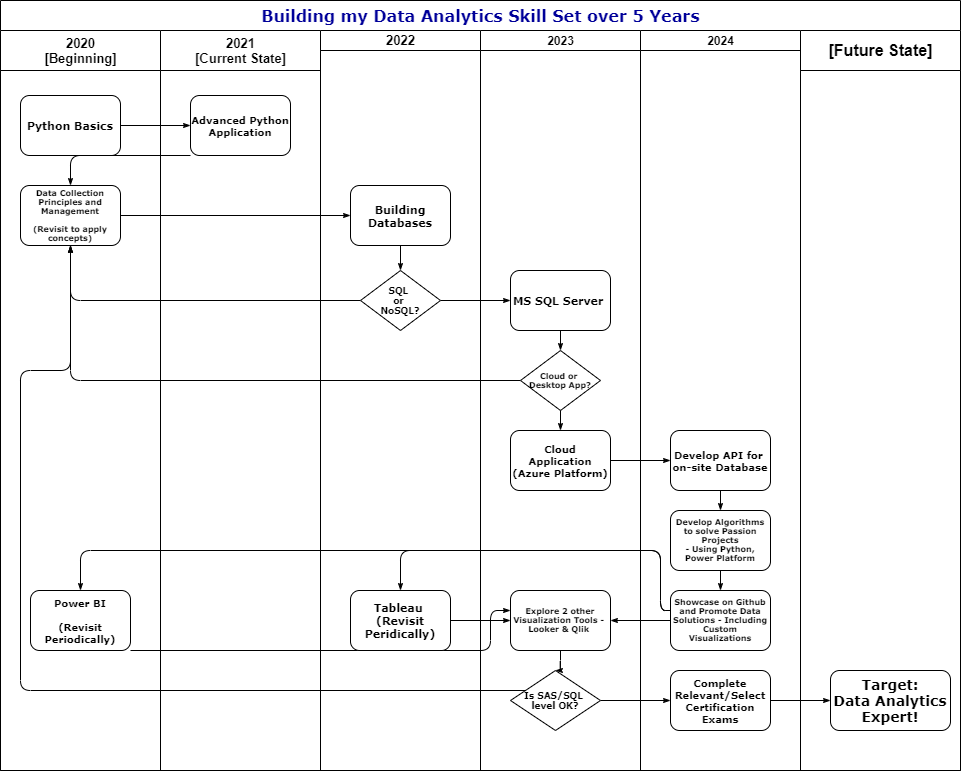 Building my Data Analytics Skill Set over 5 Years
2020
[Beginning]
2021
[Current State]
2022
2023
2024
[Future State]
Python Basics
Advanced Python
Application
Data Collection
Principles and
Management
(Revisit to apply
concepts)
Building
Databases
SQL
or
NoSQL?
MS SQL Server
Cloud or
Desktop App?
Cloud
Application
(Azure Platform)
Develop API for
on-site Database
Develop Algorithms
to solve Passion
Projects
- Using Python,
Power Platform
Power BI
(Revisit
Periodically)
Tableau
(Revisit
Perdically)
Explore 2 other
Visualization Tools -
Looker & Qlik
Showcase on Github
and Promote Data
Solutions - Including
Custom
Visualizations
Is SAS/SQL
level OK?
Complete
Relevant/Select
Certification
Exams
Target:
Data Analytics
Expert!